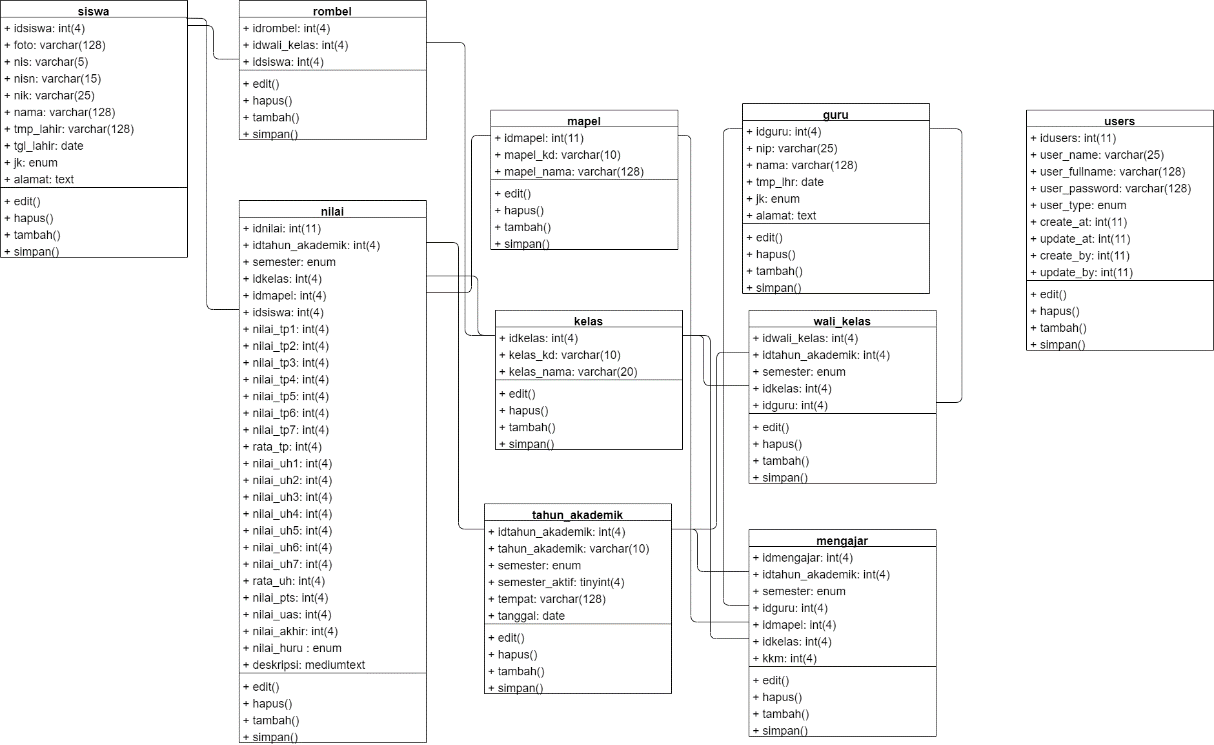 siswa
+ idsiswa: int(4)
+ foto: varchar(128)
+ nis: varchar(5)
+ nisn: varchar(15)
+ nik: varchar(25)
+ nama: varchar(128)
+ tmp_lahir: varchar(128)
+ tgl_lahir: date
+ jk: enum
+ alamat: text
+ edit()
+ hapus()
+ tambah()
+ simpan()
rombel
+ idrombel: int(4)
+ idwali_kelas: int(4)
+ idsiswa: int(4)
+ edit()
+ hapus()
+ tambah()
+ simpan()
nilai
+ idnilai: int(11)
+ idtahun_akademik: int(4)
+ semester: enum
+ idkelas: int(4)
+ idmapel: int(4)
+ idsiswa: int(4)
+ nilai_tp1: int(4)
+ nilai_tp2: int(4)
+ nilai_tp3: int(4)
+ nilai_tp4: int(4)
+ nilai_tp5: int(4)
+ nilai_tp6: int(4)
+ nilai_tp7: int(4)
+ rata_tp: int(4)
+ nilai_uh1: int(4)
+ nilai_uh2: int(4)
+ nilai_uh3: int(4)
+ nilai_uh4: int(4)
+ nilai_uh5: int(4)
+ nilai_uh6: int(4)
+ nilai_uh7: int(4)
+ rata_uh: int(4)
+ nilai_pts: int(4)
+ nilai_uas: int(4)
+ nilai_akhir: int(4)
+ nilai_huru : enum
+ deskripsi: mediumtext
+ edit()
+ hapus()
+ tambah()
+ simpan()
mapel
+ idmapel: int(11)
+ mapel_kd: varchar(10)
+ mapel_nama: varchar(128)
+ edit()
+ hapus()
+ tambah()
+ simpan()
kelas
+ idkelas: int(4)
+ kelas_kd: varchar(10)
+ kelas_nama: varchar(20)
+ edit()
+ hapus()
+ tambah()
+ simpan()
tahun_akademik
+ idtahun_akademik: int(4)
+ tahun_akademik: varchar(10)
+ semester: enum
+ semester_aktif: tinyint(4)
+ tempat: varchar(128)
+ tanggal: date
+ edit()
+ hapus()
+ tambah()
+ simpan()
guru
+ idguru: int(4)
+ nip: varchar(25)
+ nama: varchar(128)
+ tmp_lhr: date
+ jk: enum
+ alamat: text
+ edit()
+ hapus()
+ tambah()
+ simpan()
wali_kelas
+ idwali_kelas: int(4)
+ idtahun_akademik: int(4)
+ semester: enum
+ idkelas: int(4)
+ idguru: int(4)
+ edit()
+ hapus()
+ tambah()
+ simpan()
mengajar
+ idmengajar: int(4)
+ idtahun_akademik: int(4)
+ semester: enum
+ idguru: int(4)
+ idmapel: int(4)
+ idkelas: int(4)
+ kkm: int(4)
+ edit()
+ hapus()
+ tambah()
+ simpan()
users
+ idusers: int(11)
+ user_name: varchar(25)
+ user_fullname: varchar(128)
+ user_password: varchar(128)
+ user_type: enum
+ create_at: int(11)
+ update_at: int(11)
+ create_by: int(11)
+ update_by: int(11)
+ edit()
+ hapus()
+ tambah()
+ simpan()